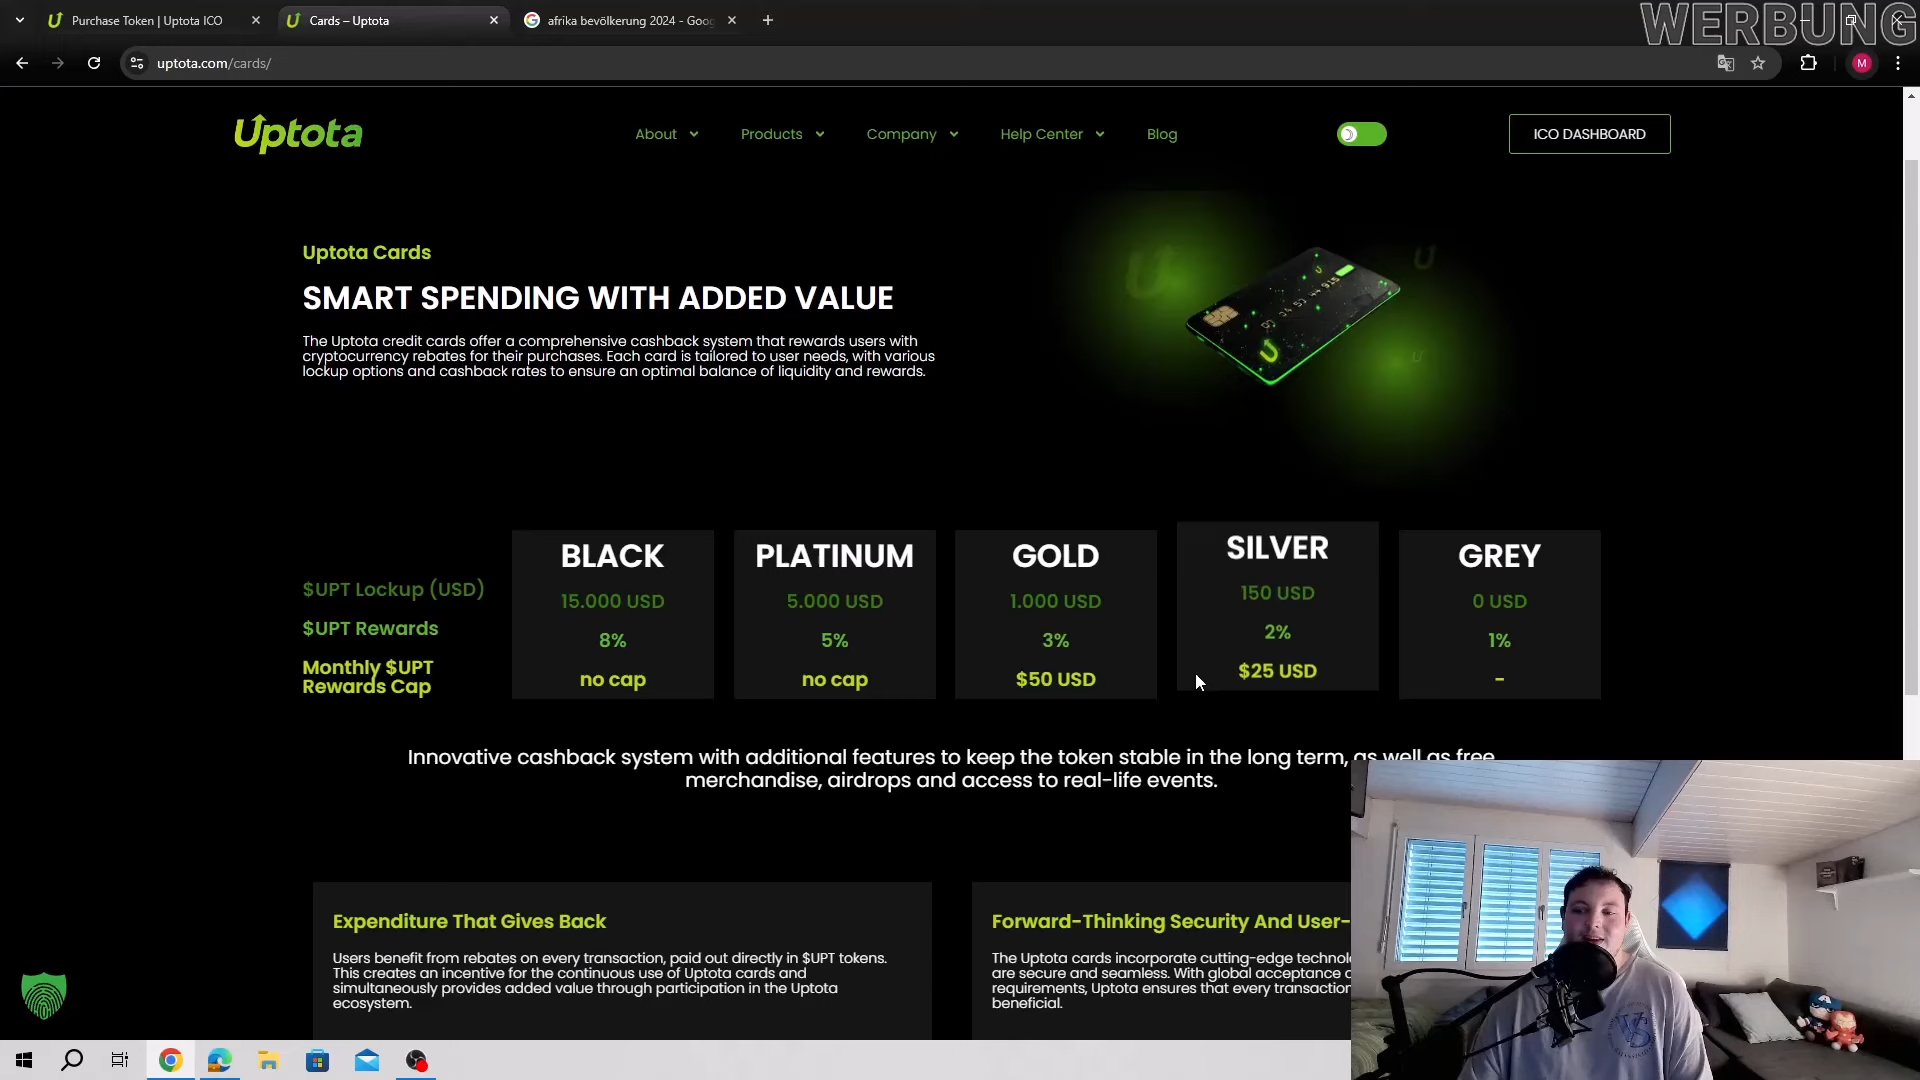 Purchase Token | Uptota ICO
Cards – Uptota
afrika bevölkerung 2024 - Goo
WERBUNG
uptota.com/cards/
M
Uptota
About
Products
Company
Help Center
Blog
ICO DASHBOARD
Uptota Cards
SMART SPENDING WITH ADDED VALUE
The Uptota credit cards offer a comprehensive cashback system that rewards users with
cryptocurrency rebates for their purchases. Each card is tailored to user needs, with various
lockup options and cashback rates to ensure an optimal balance of liquidity and rewards.
BLACK
PLATINUM
GOLD
SILVER
GREY
$UPT Lockup (USD)
15.000 USD
5.000 USD
1.000 USD
150 USD
0 USD
$UPT Rewards
8%
5%
3%
2%
1%
Monthly $UPT
Rewards Cap
no cap
no cap
$50 USD
$25 USD
-
Innovative cashback system with additional features to keep the token stable in the long term, as well as free
merchandise, airdrops and access to real-life events.
Expenditure That Gives Back
Users benefit from rebates on every transaction, paid out directly in $UPT tokens.
This creates an incentive for the continuous use of Uptota cards and
simultaneously provides added value through participation in the Uptota
ecosystem.
Forward-Thinking Security And User-
The Uptota cards incorporate cutting-edge technolo
are secure and seamless. With global acceptance a
requirements, Uptota ensures that every transaction
beneficial.